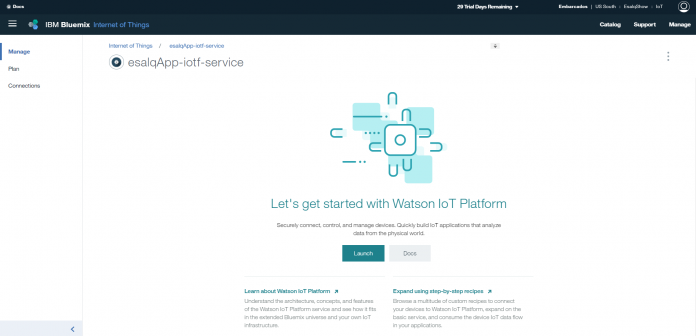 Docs
29 Trial Days Remaining
Embarcados | US South : EsalqShow : IoT
IBM Bluemix Internet of Things
Catalog Support Manage
Manage
Plan
Connections
Internet of Things / esalqApp-iotf-service
esalqApp-iotf-service
Let's get started with Watson IoT Platform
Securely connect, control, and manage devices. Quickly build IoT applications that analyze
data from the physical world.
Launch Docs
Learn about Watson IoT Platform
Understand the architecture, concepts, and features
of the Watson IoT Platform service and see how it fits
in the extended Bluemix universe and your own IoT
infrastructure.
Expand using step-by-step recipes
Browse a multitude of custom recipes to connect
your devices to Watson IoT Platform, expand on the
basic service, and consume the device IoT data flow
in your applications.